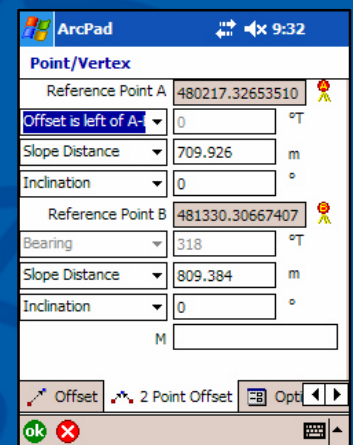 ArcPad 9:32
Point/Vertex
Reference Point A 480217.32653510
Offset is left of A- 0 °T
Slope Distance 709.926 m
Inclination 0 °
Reference Point B 481330.30667407
Bearing 318 °T
Slope Distance 809.384 m
Inclination 0 °
M
Offset 2 Point Offset Opti
ok